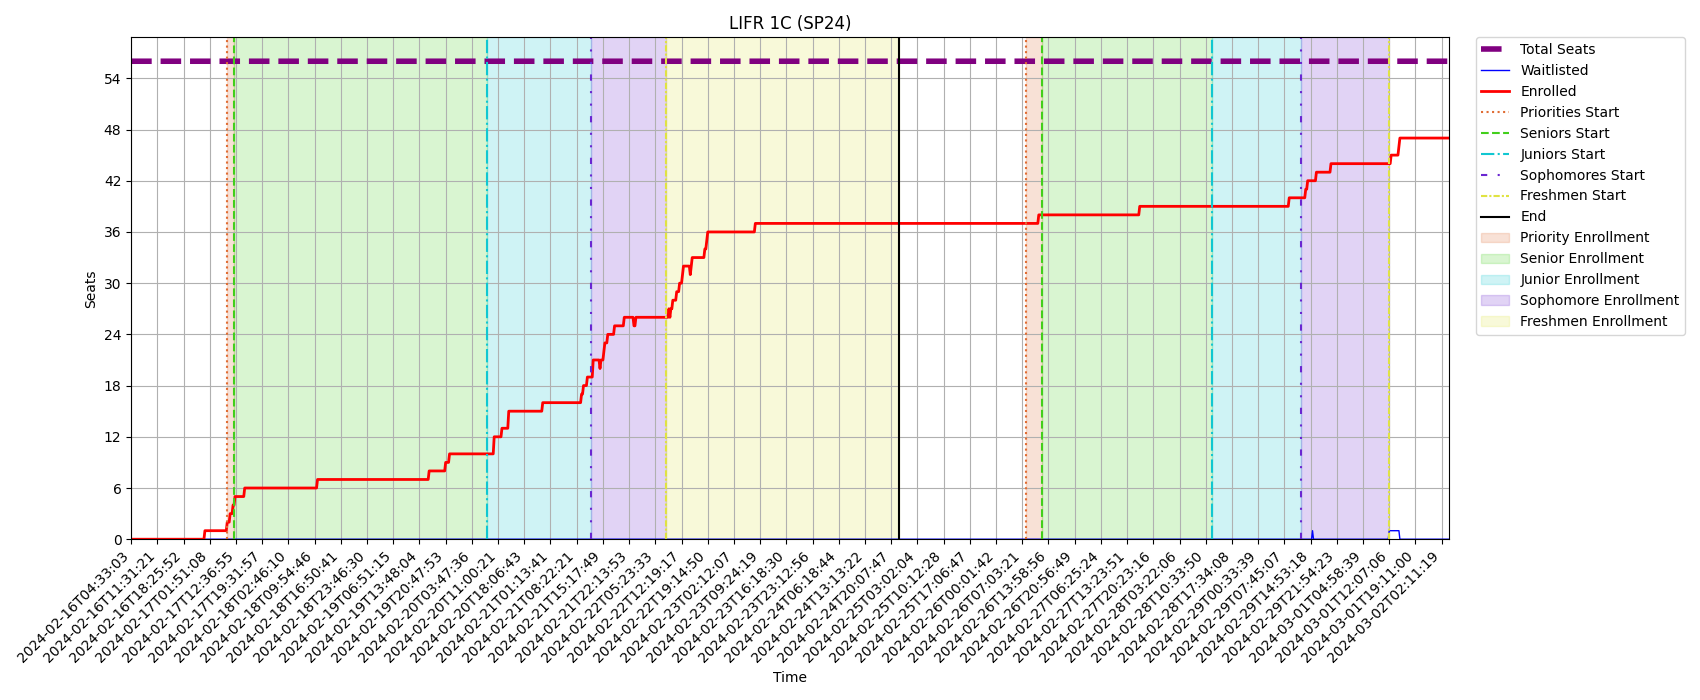 LIFR 1C (SP24)
Seats
54
48
42
36
30
24
18
12
6
0
2024-02-16T04:33:03
2024-02-16T11:31:21
2024-02-16T18:25:52
2024-02-17T01:51:08
2024-02-17T12:36:55
2024-02-17T19:31:57
2024-02-18T02:46:10
2024-02-18T09:54:46
2024-02-18T16:50:41
2024-02-18T23:46:30
2024-02-19T06:51:15
2024-02-19T13:48:04
2024-02-19T20:47:53
2024-02-20T03:47:36
2024-02-20T11:00:21
2024-02-20T18:06:43
2024-02-21T01:13:41
2024-02-21T08:22:21
2024-02-21T15:17:49
2024-02-21T22:13:53
2024-02-22T05:23:33
2024-02-22T12:19:17
2024-02-22T19:14:50
2024-02-23T02:12:07
2024-02-23T09:24:19
2024-02-23T16:18:30
2024-02-23T23:12:56
2024-02-24T06:18:44
2024-02-24T13:13:22
2024-02-24T20:07:47
2024-02-25T03:02:04
2024-02-25T10:12:28
2024-02-25T17:06:47
2024-02-26T00:01:42
2024-02-26T07:03:21
2024-02-26T13:58:56
2024-02-26T20:56:49
2024-02-27T06:25:24
2024-02-27T13:23:51
2024-02-27T20:23:16
2024-02-28T03:22:06
2024-02-28T10:33:50
2024-02-28T17:34:08
2024-02-29T00:33:39
2024-02-29T07:45:07
2024-02-29T14:53:18
2024-02-29T21:54:23
2024-03-01T04:58:39
2024-03-01T12:07:06
2024-03-01T19:11:00
2024-03-02T02:11:19
Time
Total Seats
Waitlisted
Enrolled
Priorities Start
Seniors Start
Juniors Start
Sophomores Start
Freshmen Start
End
Priority Enrollment
Senior Enrollment
Junior Enrollment
Sophomore Enrollment
Freshmen Enrollment